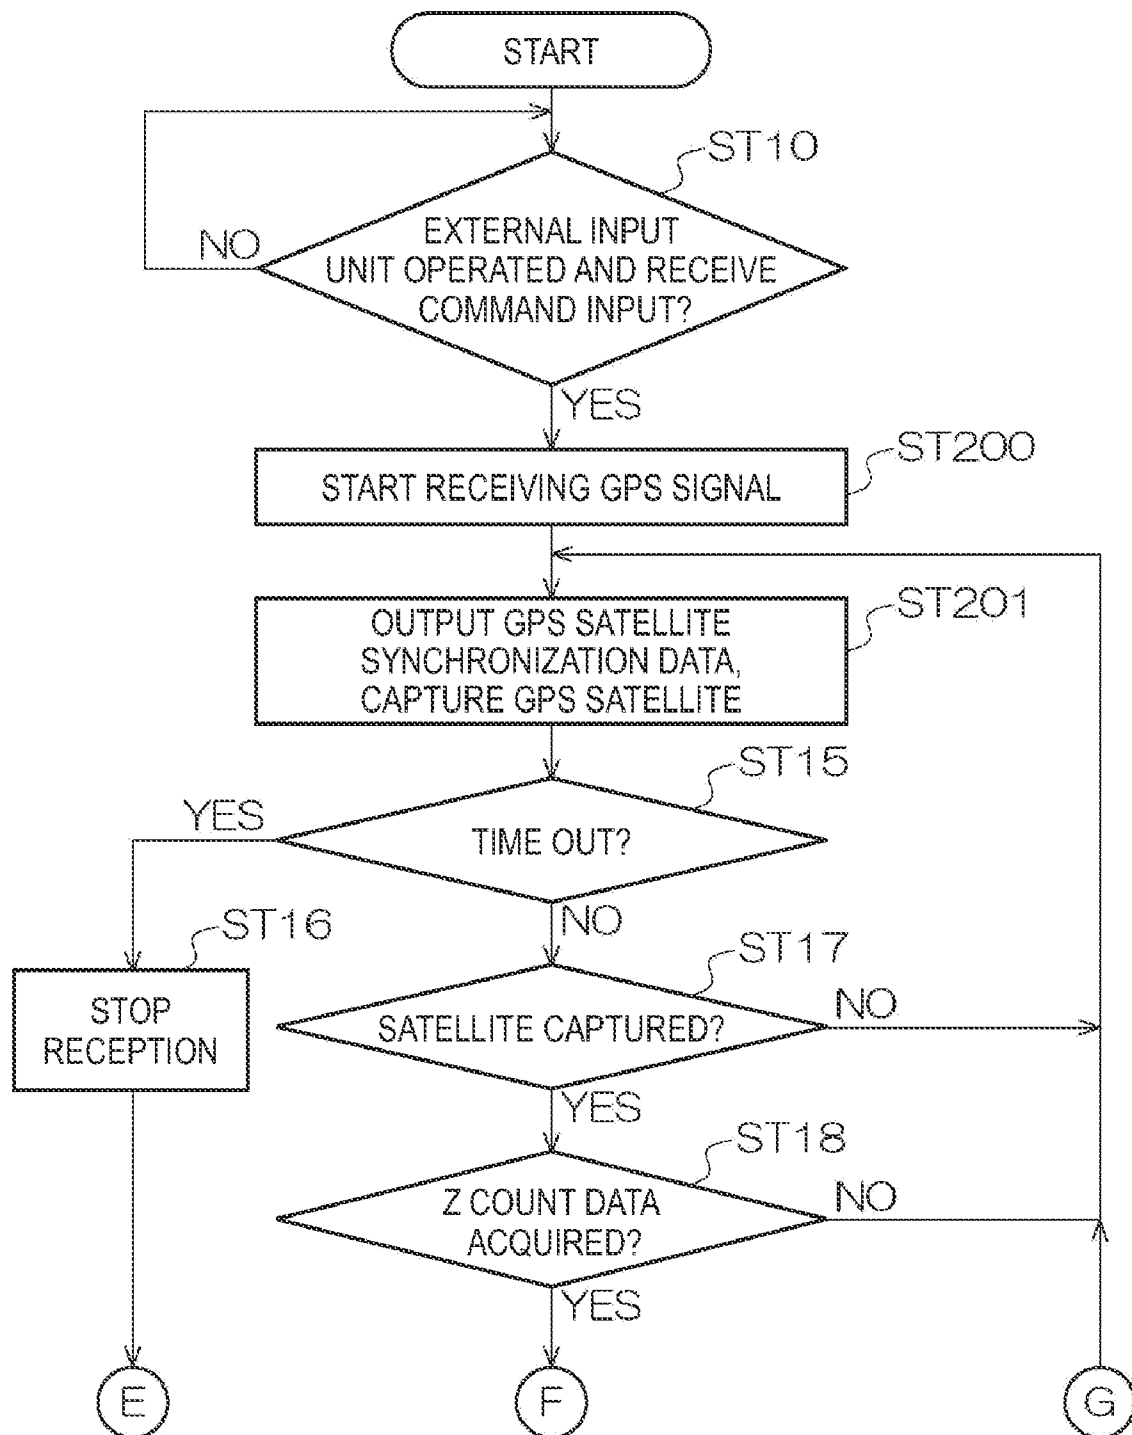 START
ST10
NO
EXTERNAL INPUT
UNIT OPERATED AND RECEIVE
COMMAND INPUT?
YES
ST200
START RECEIVING GPS SIGNAL
ST201
OUTPUT GPS SATELLITE
SYNCHRONIZATION DATA,
CAPTURE GPS SATELLITE
ST15
YES
TIME OUT?
NO
ST16
STOP
RECEPTION
ST17
SATELLITE CAPTURED?
NO
YES
ST18
Z COUNT DATA
ACQUIRED?
NO
YES
E
F
G